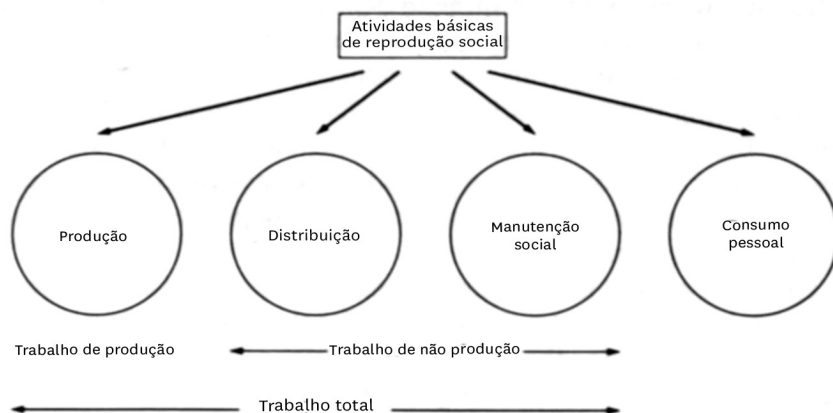 Atividades básicas
de reprodução social
Produção
Distribuição
Manutenção
social
Consumo
pessoal
Trabalho de produção
Trabalho de não produção
Trabalho total